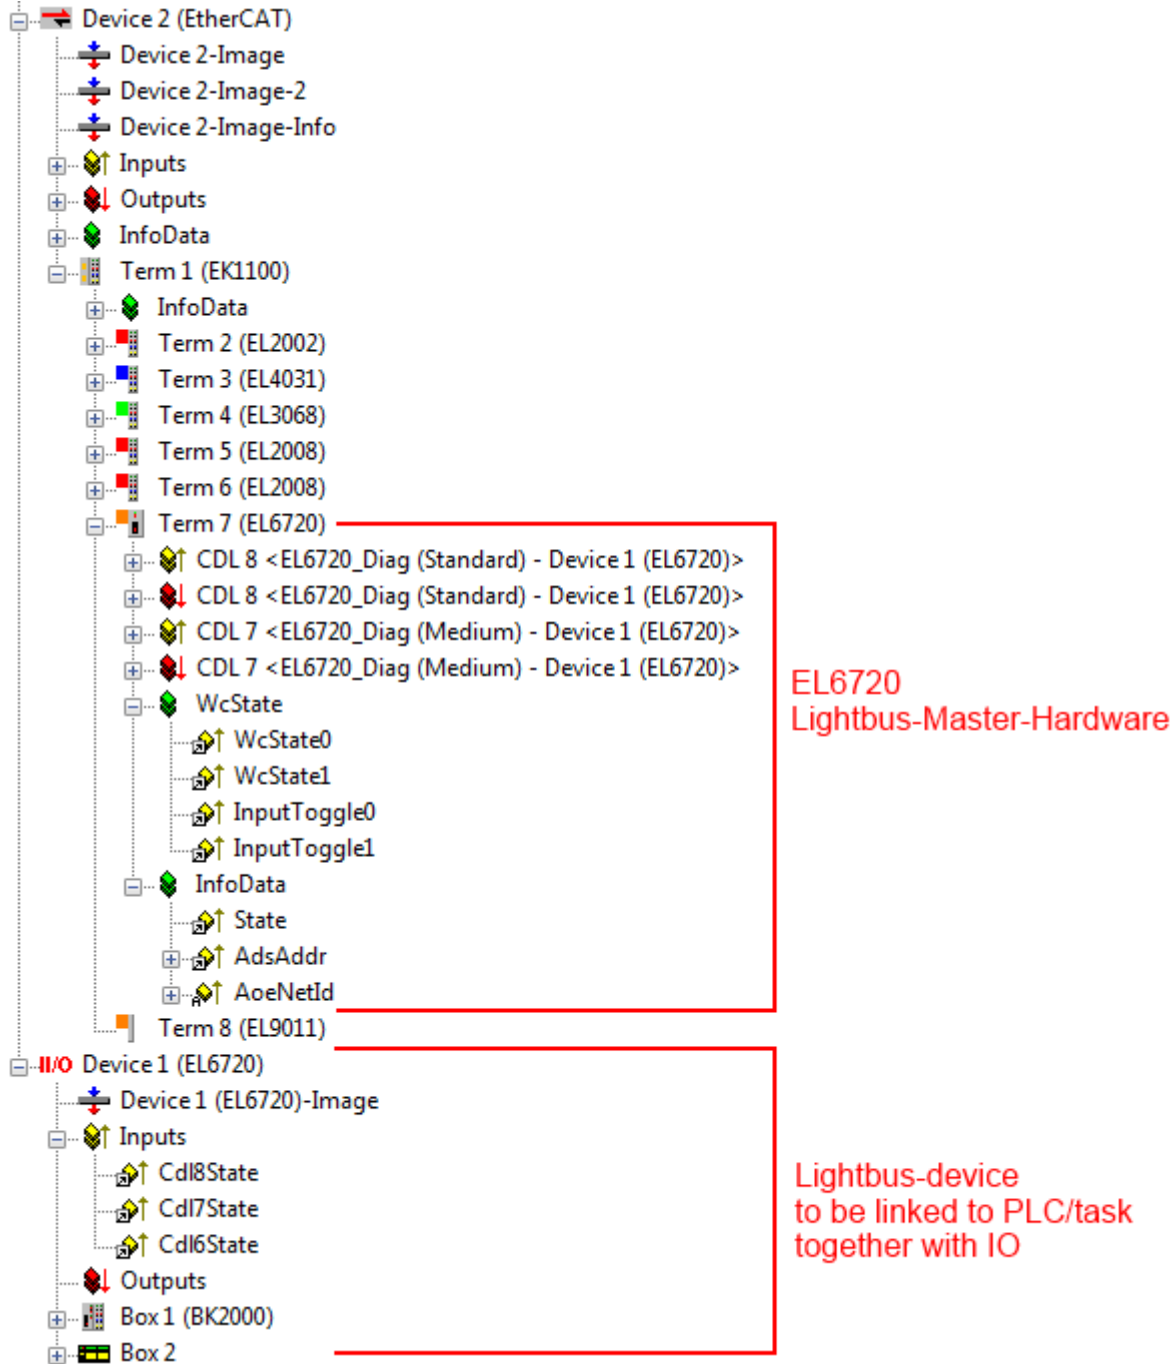 Device 2 (EtherCAT)
Device 2-Image
Device 2-Image-2
Device 2-Image-Info
Inputs
Outputs
InfoData
Term 1 (EK1100)
InfoData
Term 2 (EL2002)
Term 3 (EL4031)
Term 4 (EL3068)
Term 5 (EL2008)
Term 6 (EL2008)
Term 7 (EL6720)
CDL 8 <EL6720_Diag (Standard) - Device 1 (EL6720)>
CDL 8 <EL6720_Diag (Standard) - Device 1 (EL6720)>
CDL 7 <EL6720_Diag (Medium) - Device 1 (EL6720)>
CDL 7 <EL6720_Diag (Medium) - Device 1 (EL6720)>
WcState
WcState0
WcState1
InputToggle0
InputToggle1
InfoData
State
AdsAddr
AoeNetId
EL6720
Lightbus-Master-Hardware
Term 8 (EL9011)
II/O Device 1 (EL6720)
Device 1 (EL6720)-Image
Inputs
Cdl8State
Cdl7State
Cdl6State
Outputs
Box 1 (BK2000)
Box 2
Lightbus-device
to be linked to PLC/task
together with IO